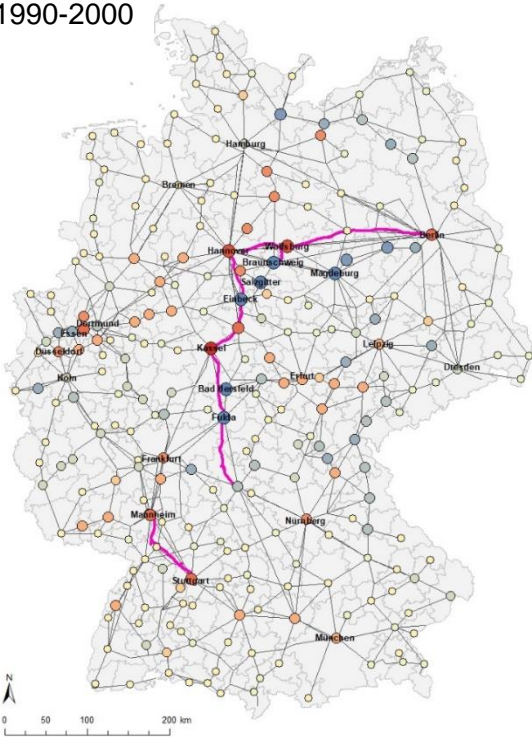 1990-2000
Hamburg
Bremen
Berlin
Hannover
Wolfsburg
Braunschweig
Magdeburg
Salzgitter
Einbeck
Dortmund
Essen
Düsseldorf
Kassel
Leipzig
Köln
Erfurt
Dresden
Bad Hersfeld
Fulda
Frankfurt
Mannheim
Nürnberg
Stuttgart
München
N
0 50 100 200 km